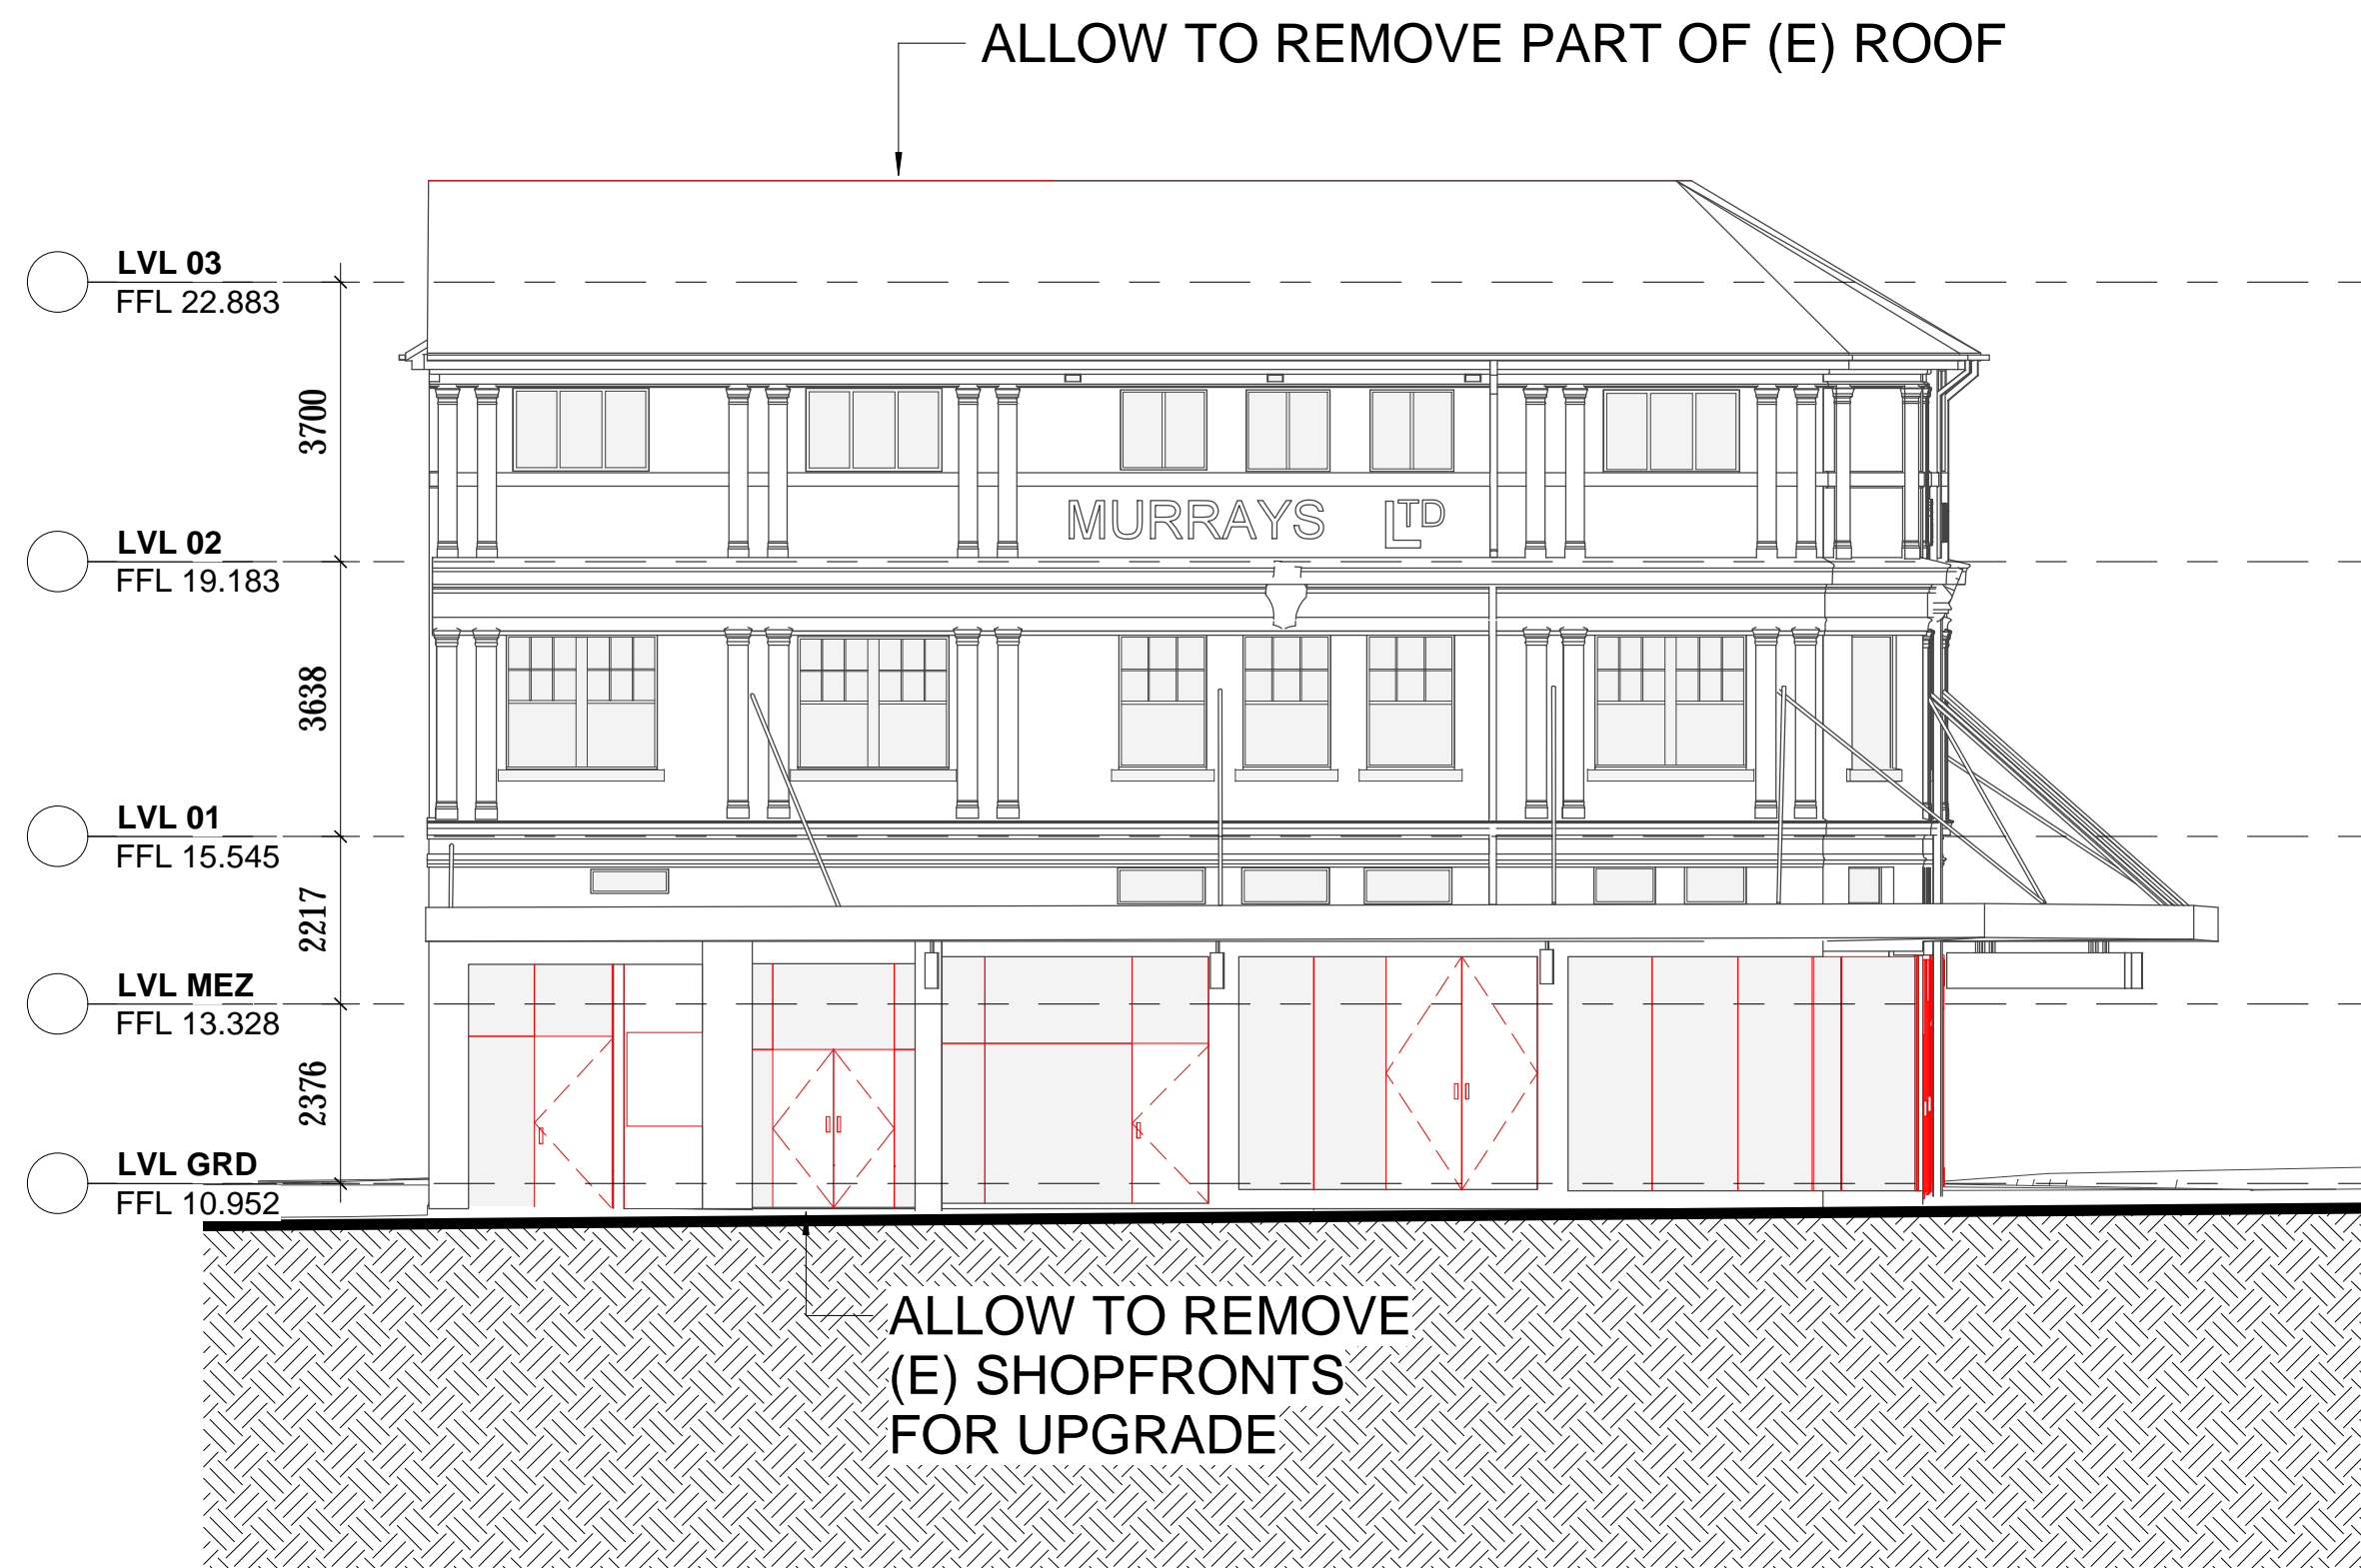 ALLOW TO REMOVE PART OF (E) ROOF
LVL 03
FFL 22.883
3700
MURRAYS LTD
LVL 02
FFL 19.183
3638
LVL 01
FFL 15.545
2217
LVL MEZ
FFL 13.328
2376
LVL GRD
FFL 10.952
ALLOW TO REMOVE
(E) SHOPFRONTS
FOR UPGRADE